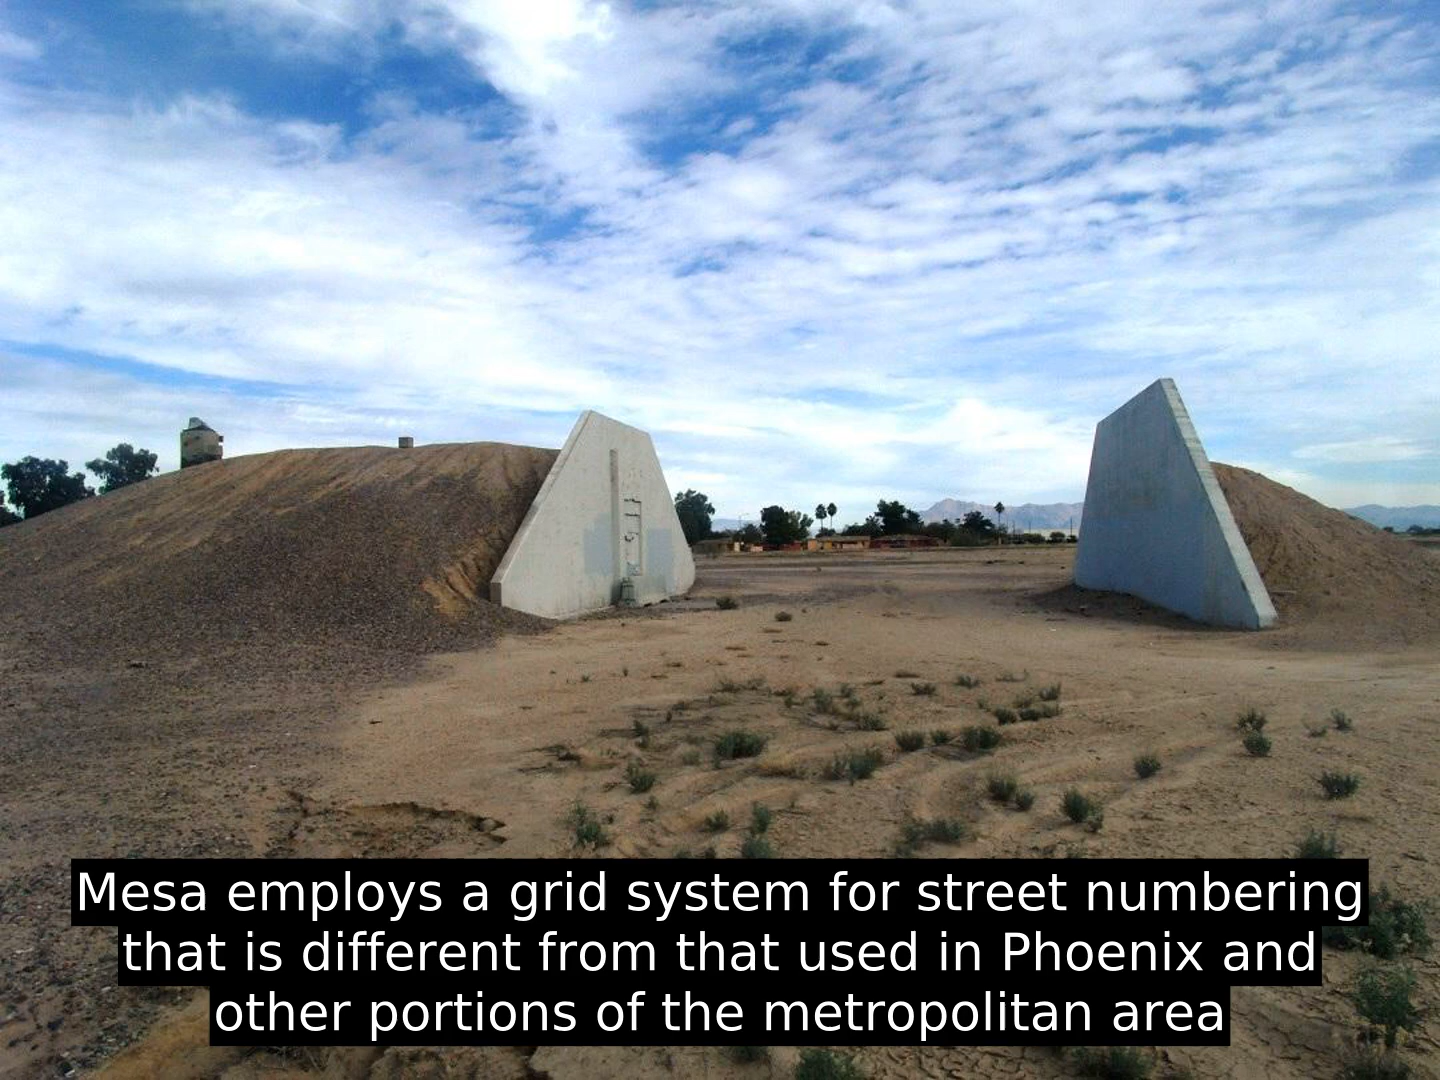 Mesa employs a grid system for street numbering
that is different from that used in Phoenix and
other portions of the metropolitan area